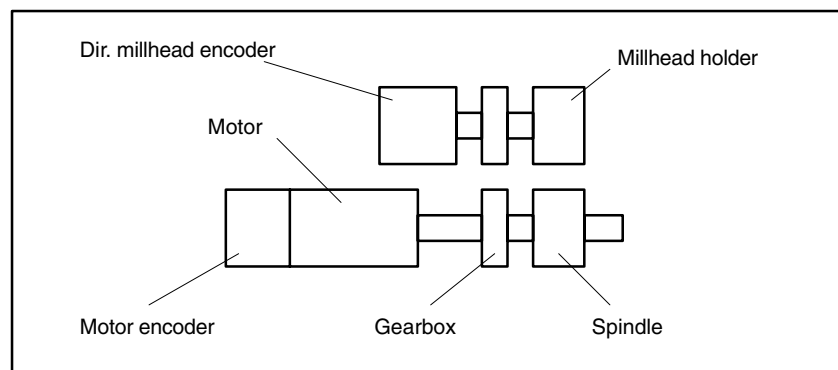 Dir. millhead encoder
Millhead holder
Motor
Motor encoder
Gearbox
Spindle